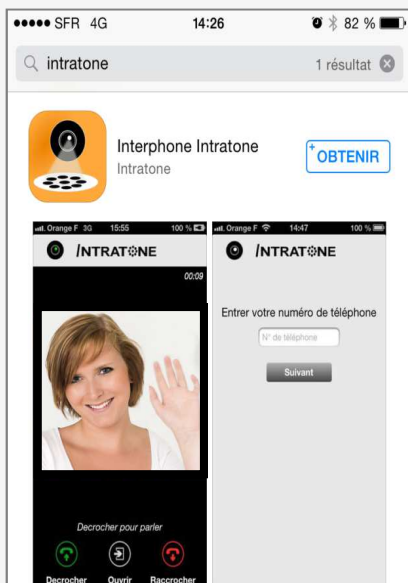 SFR 4G 14:26 82 %
intratone 1 résultat
Interphone Intratone
Intratone
+ OBTENIR
Orange F 3G 15:55 100 %
INTRATONE
00:09
Decrocher pour parler
Decrocher Ouvrir Raccrocher
Orange F 14:47 100 %
INTRATONE
Entrer votre numéro de téléphone
N° de téléphone
Suivant